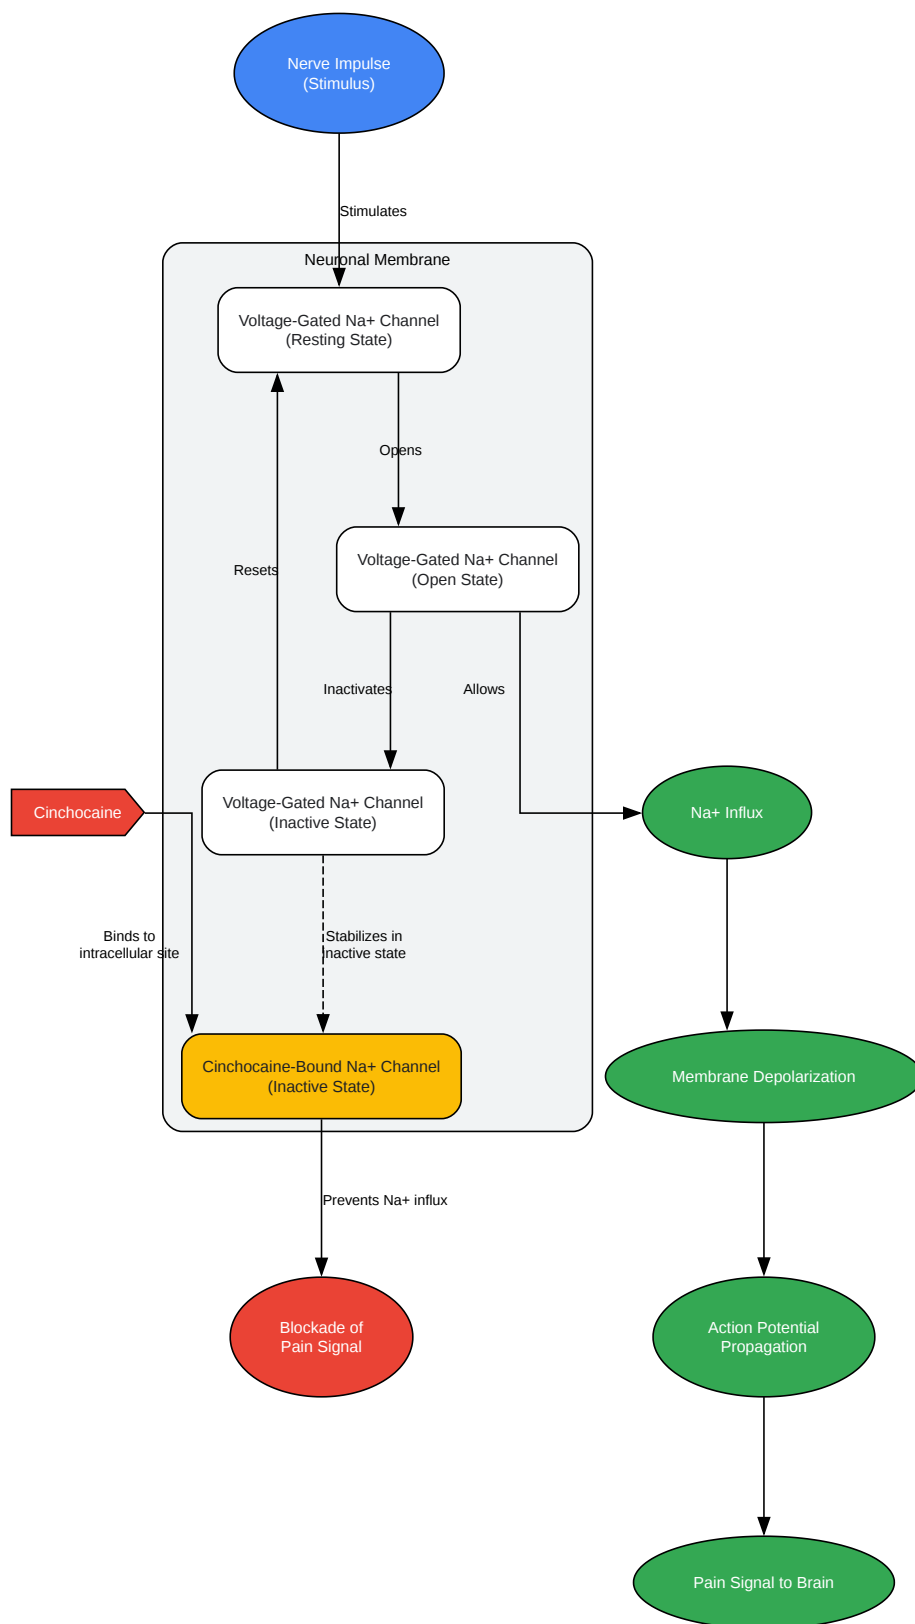 Nerve Impulse
(Stimulus)
Stimulates
Neuronal Membrane
Voltage-Gated Na+ Channel
(Resting State)
Opens
Voltage-Gated Na+ Channel
(Open State)
Resets
Inactivates
Allows
Cinchocaine
Voltage-Gated Na+ Channel
(Inactive State)
Na+ Influx
Binds to
intracellular site
Stabilizes in
inactive state
Cinchocaine-Bound Na+ Channel
(Inactive State)
Membrane Depolarization
Prevents Na+ influx
Blockade of
Pain Signal
Action Potential
Propagation
Pain Signal to Brain